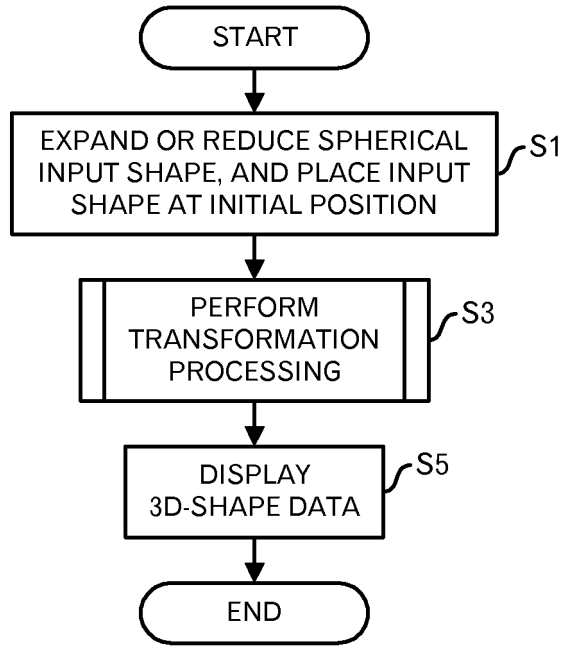 START
EXPAND OR REDUCE SPHERICAL
INPUT SHAPE, AND PLACE INPUT
SHAPE AT INITIAL POSITION
S1
PERFORM
TRANSFORMATION
PROCESSING
S3
DISPLAY
3D-SHAPE DATA
S5
END